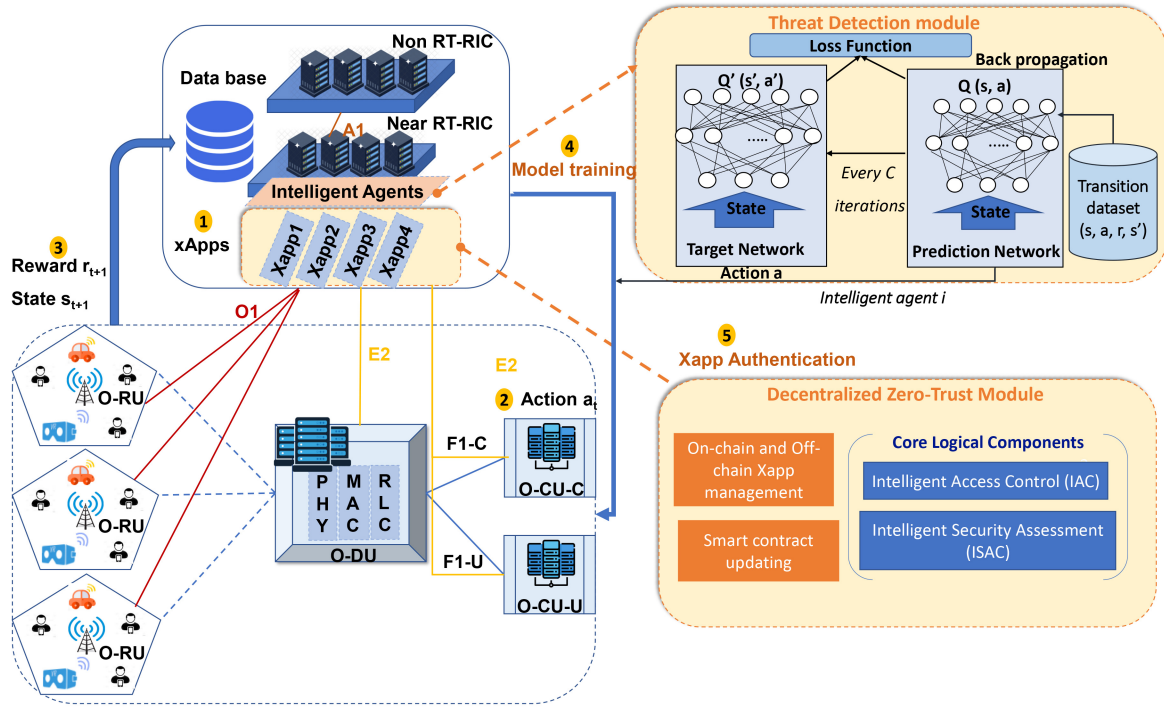 Non RT-RIC
Data base
A1
Near RT-RIC
Intelligent Agents
1
xApps
Xapp1
Xapp2
Xapp3
Xapp4
3
Reward r_{t+1}
State s_{t+1}
4
Model training
Threat Detection module
Loss Function
Back propagation
Q' (s', a')
Q (s, a)
.....
.....
Every C
iterations
State
State
Target Network
Prediction Network
Transition
dataset
(s, a, r, s')
Action a
Intelligent agent i
O1
E2
E2
O-RU
O-RU
O-RU
2
Action a_t
F1-C
F1-U
PHY
MAC
RLC
O-DU
O-CU-C
O-CU-U
5
Xapp Authentication
Decentralized Zero-Trust Module
On-chain and Off-
chain Xapp
management
Smart contract
updating
Core Logical Components
Intelligent Access Control (IAC)
Intelligent Security Assessment
(ISAC)